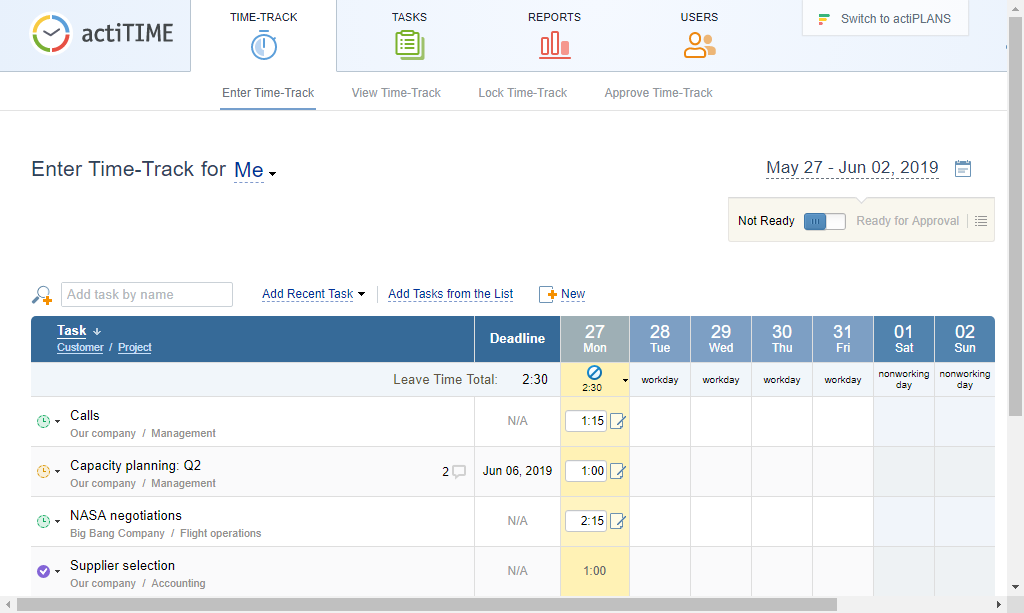 actiTIME
TIME-TRACK TASKS REPORTS USERS
Switch to actiPLANS
Enter Time-Track View Time-Track Lock Time-Track Approve Time-Track
Enter Time-Track for Me
May 27 - Jun 02, 2019
Not Ready Ready for Approval
Add task by name Add Recent Task Add Tasks from the List New
Task ↓ Deadline 27 28 29 30 31 01 02
Customer / Project Mon Tue Wed Thu Fri Sat Sun
Leave Time Total: 2:30 2:30 workday workday workday workday nonworking day nonworking day
Calls N/A 1:15
Our company / Management
Capacity planning: Q2 2 Jun 06, 2019 1:00
Our company / Management
NASA negotiations N/A 2:15
Big Bang Company / Flight operations
Supplier selection N/A 1:00
Our company / Accounting